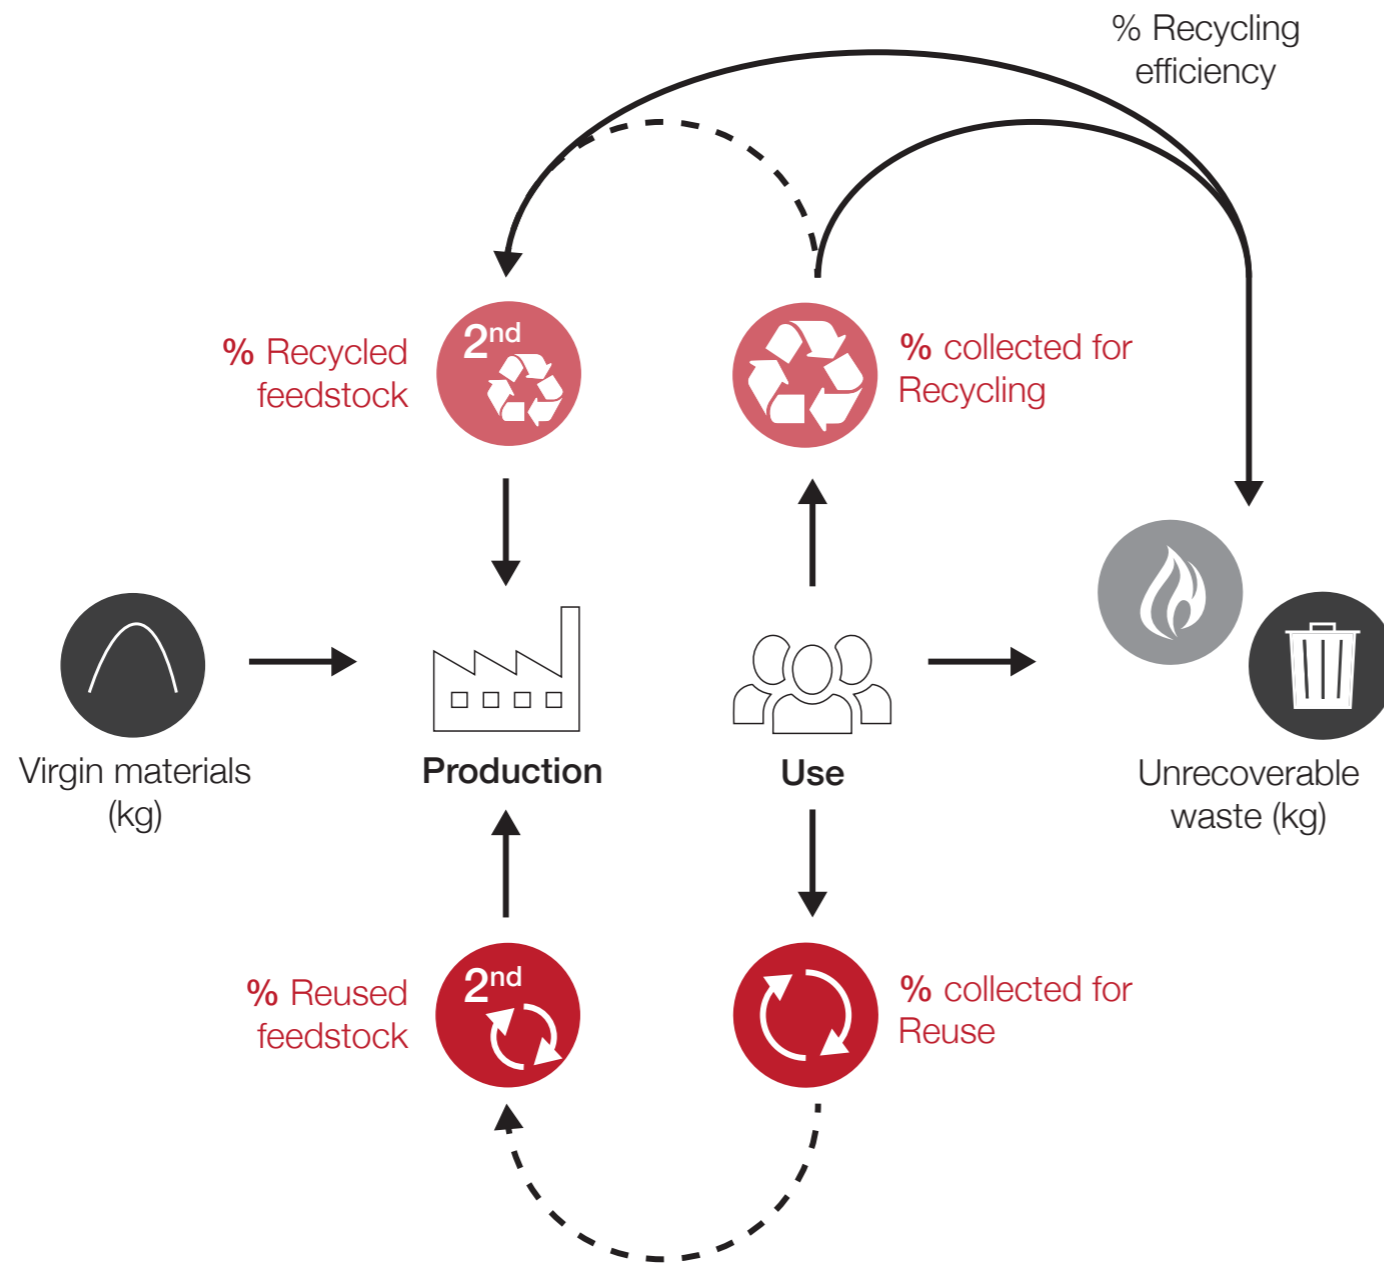 % Recycling
efficiency
2nd
% Recycled
feedstock
% collected for
Recycling
Virgin materials
(kg)
Production
Use
Unrecoverable
waste (kg)
2nd
% Reused
feedstock
% collected for
Reuse